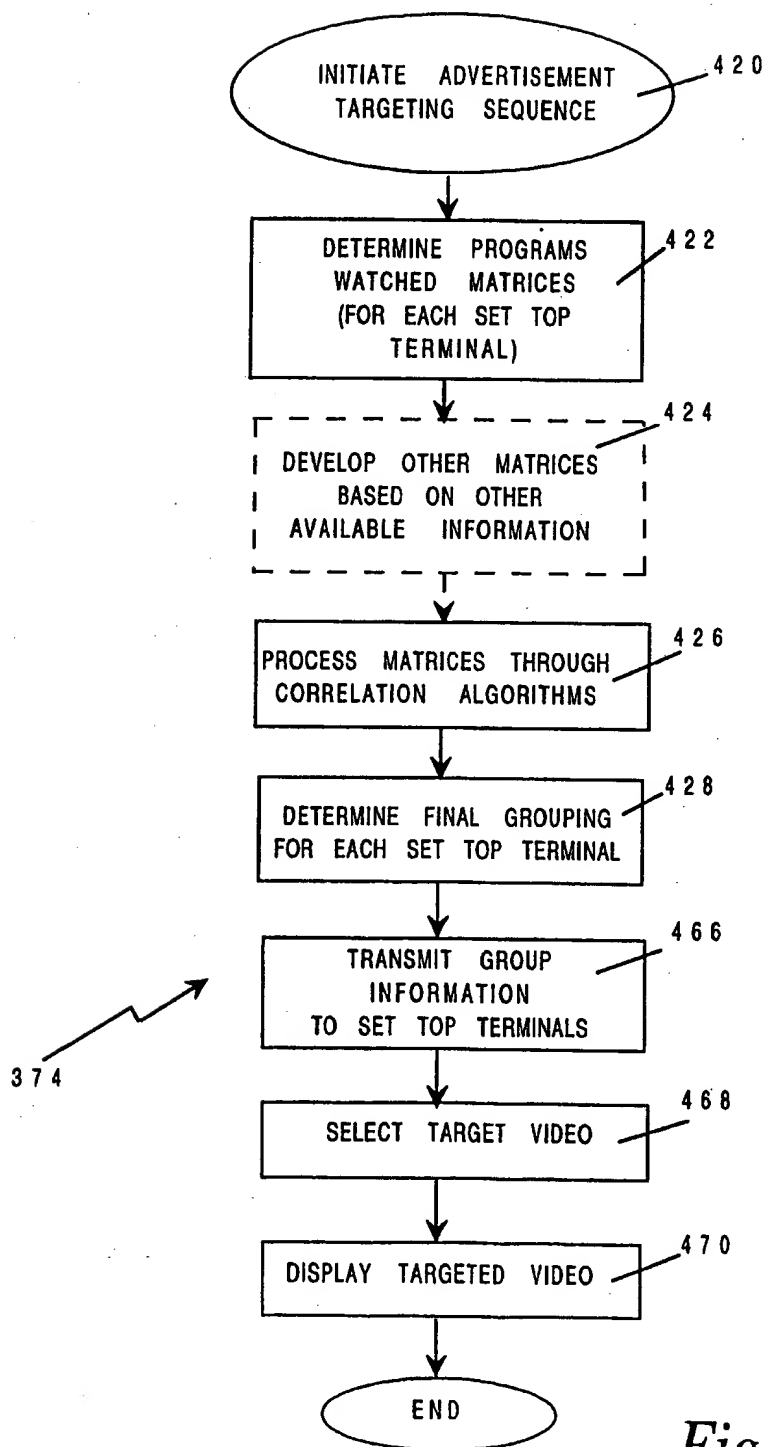 INITIATE ADVERTISEMENT
TARGETING SEQUENCE
420
DETERMINE PROGRAMS
WATCHED MATRICES
(FOR EACH SET TOP
TERMINAL)
422
424
DEVELOP OTHER MATRICES
BASED ON OTHER
AVAILABLE INFORMATION
426
PROCESS MATRICES THROUGH
CORRELATION ALGORITHMS
428
DETERMINE FINAL GROUPING
FOR EACH SET TOP TERMINAL
466
TRANSMIT GROUP
INFORMATION
TO SET TOP TERMINALS
374
468
SELECT TARGET VIDEO
470
DISPLAY TARGETED VIDEO
END
Fig